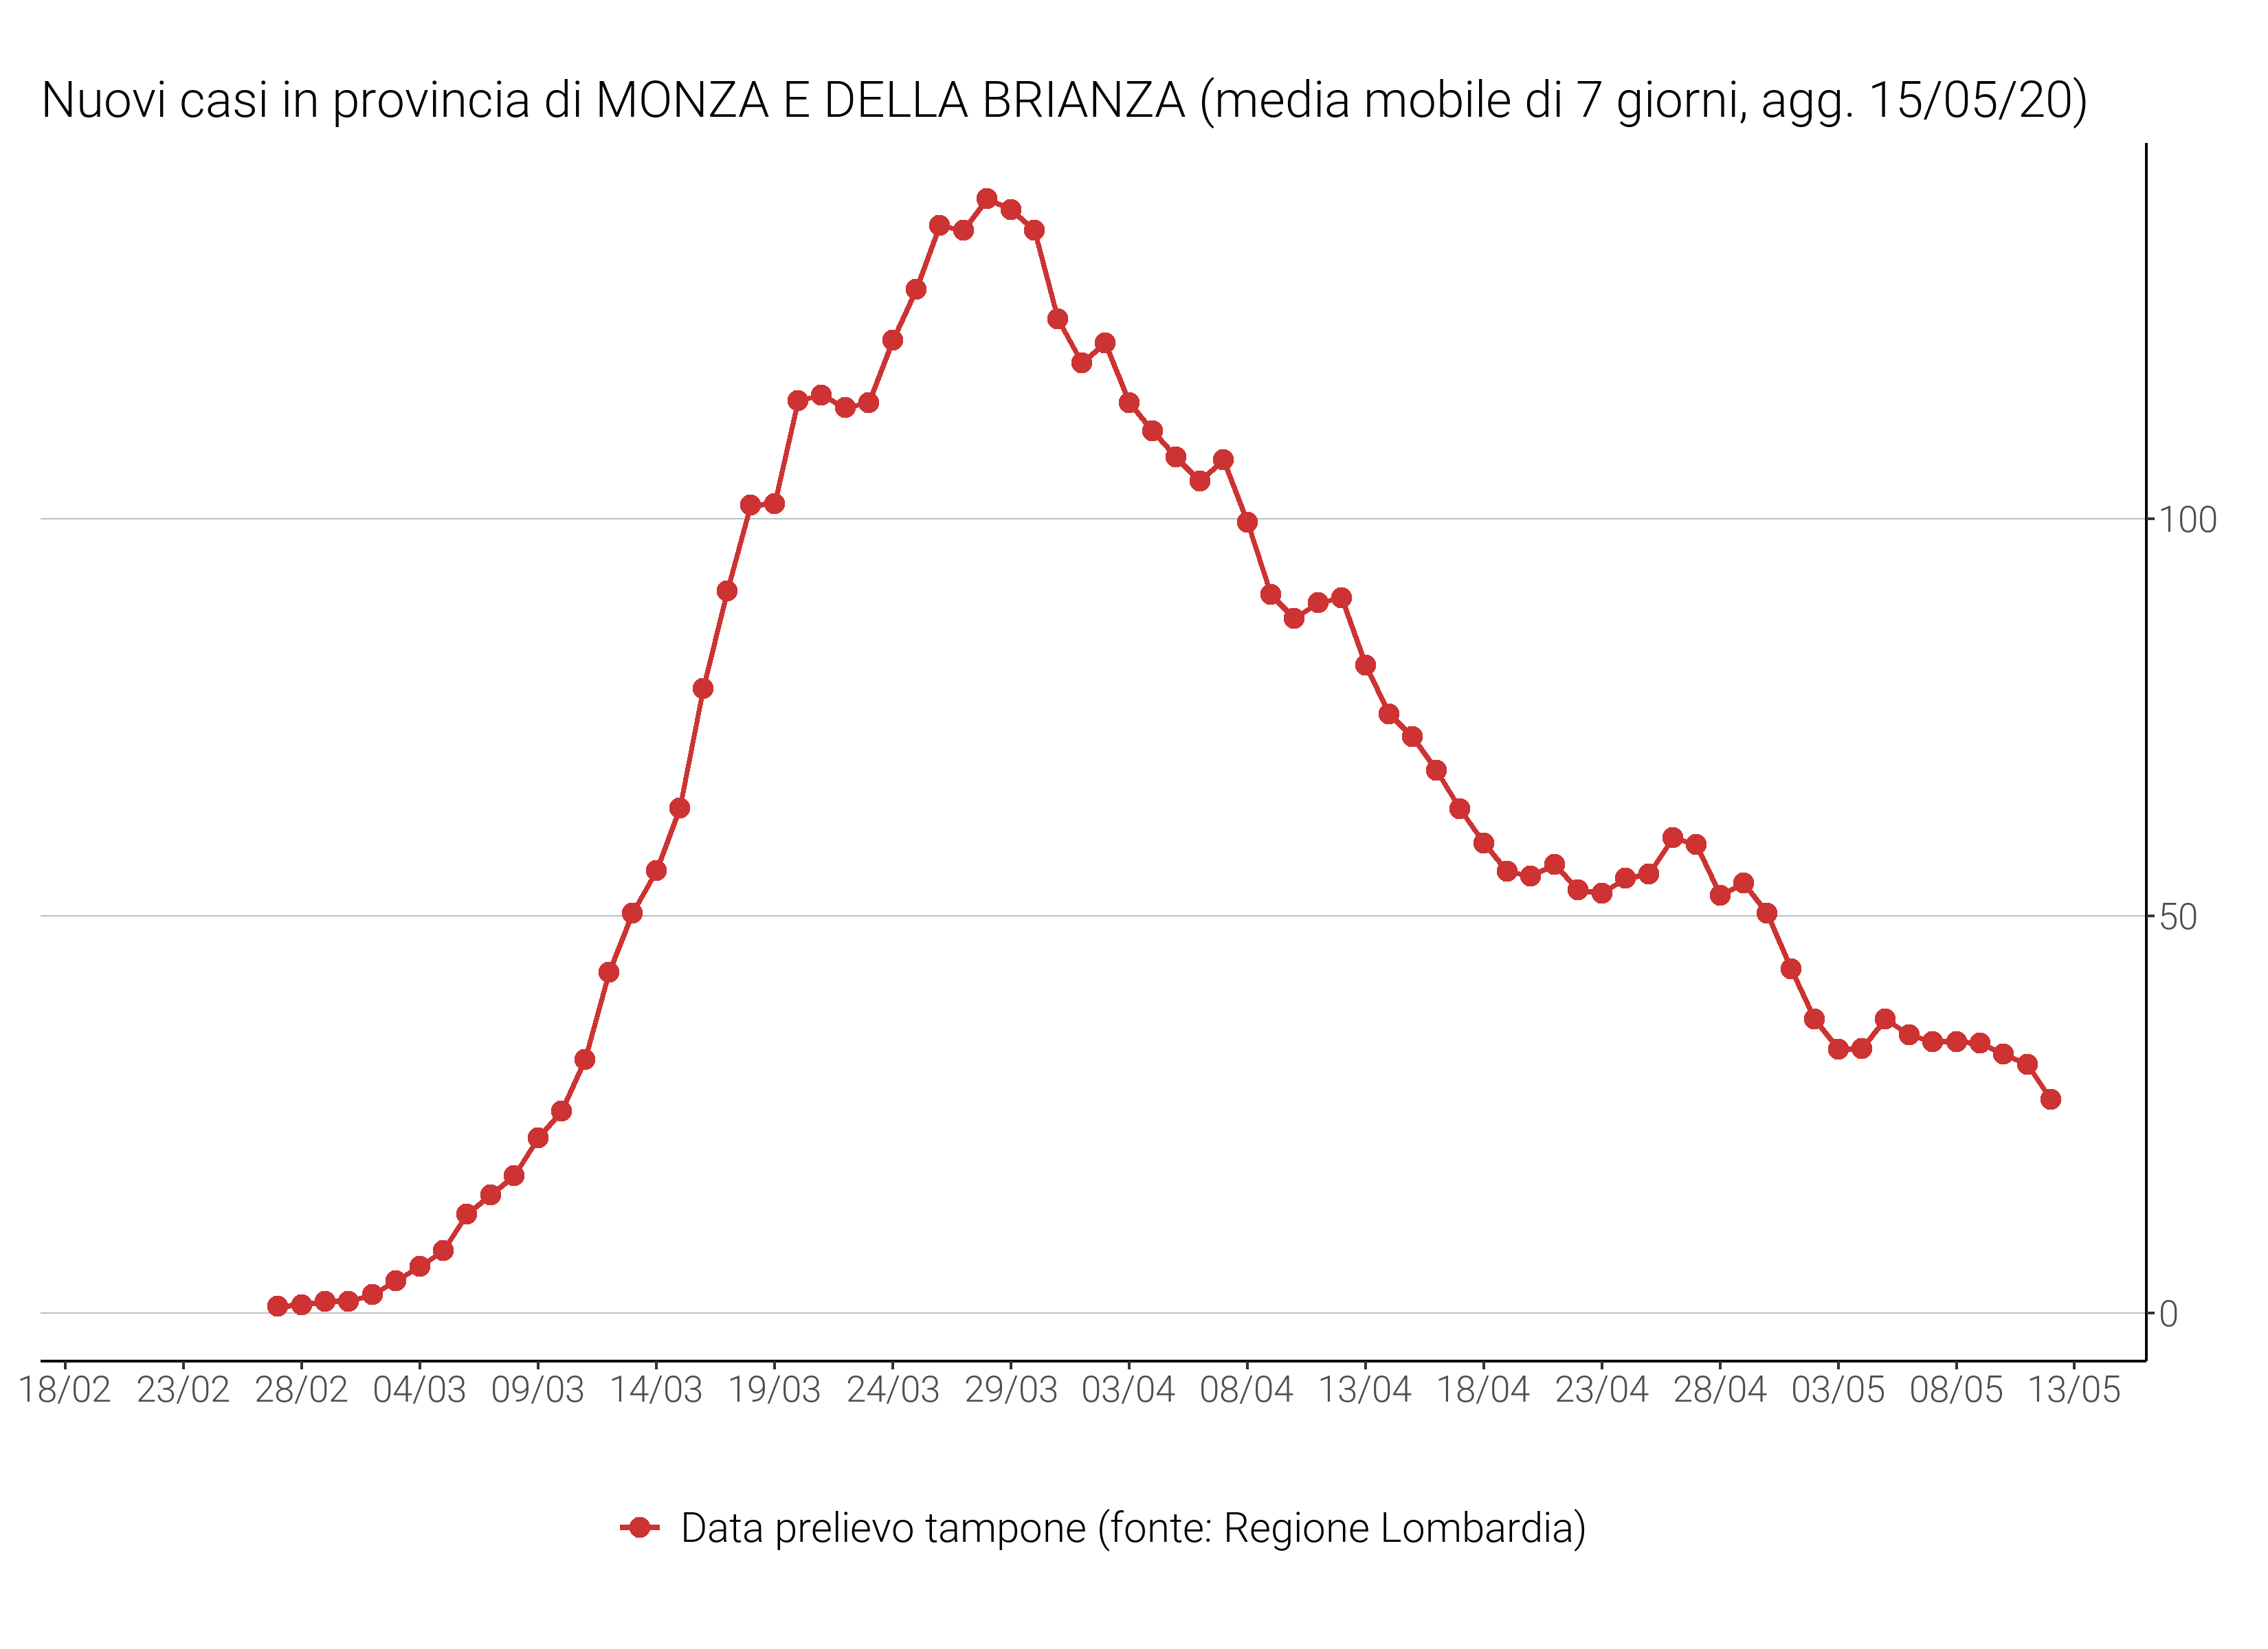 Nuovi casi in provincia di MONZA E DELLA BRIANZA (media mobile di 7 giorni, agg. 15/05/20)
100
50
0
18/02 23/02 28/02 04/03 09/03 14/03 19/03 24/03 29/03 03/04 08/04 13/04 18/04 23/04 28/04 03/05 08/05 13/05
Data prelievo tampone (fonte: Regione Lombardia)